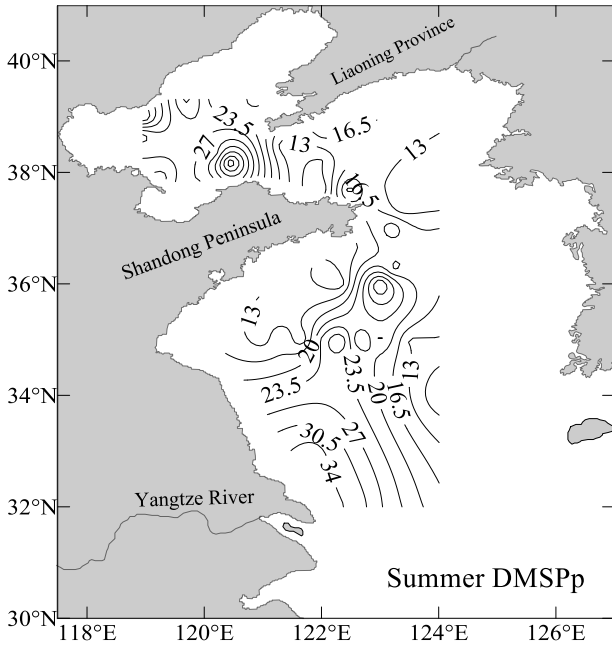 40°N
Liaoning Province
23.5
16.5
27
13
13
38°N
16.5
Shandong Peninsula
36°N
13
20
23.5
13
23.5
20
16.5
34°N
27
30.5
34
Yangtze River
32°N
Summer DMSPp
30°N
118°E 120°E 122°E 124°E 126°E